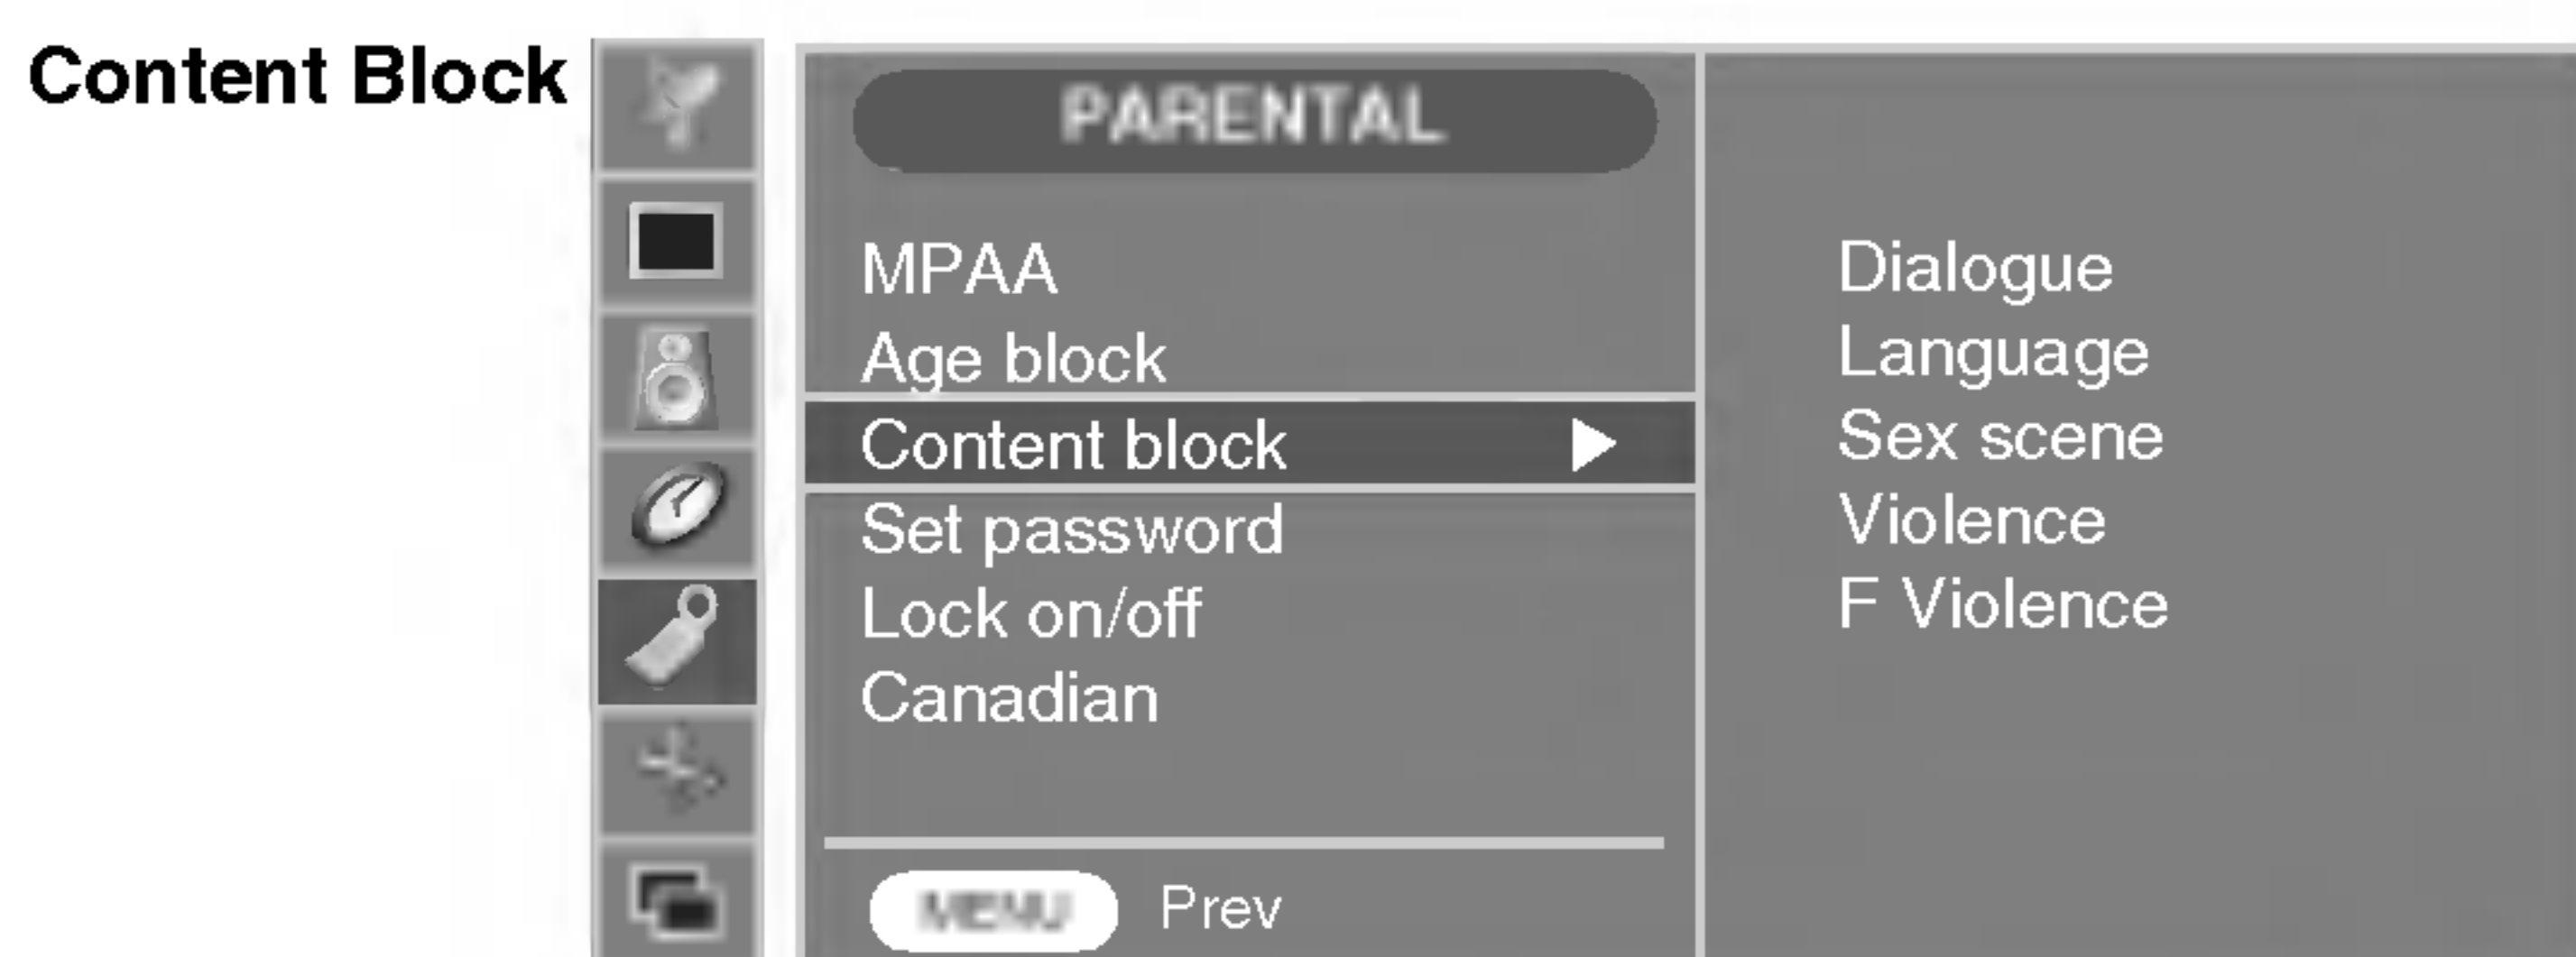 Content Block
PARENTAL
MPAA
Age block
Content block
Set password
Lock on/off
Canadian
MENU Prev
Dialogue
Language
Sex scene
Violence
F Violence